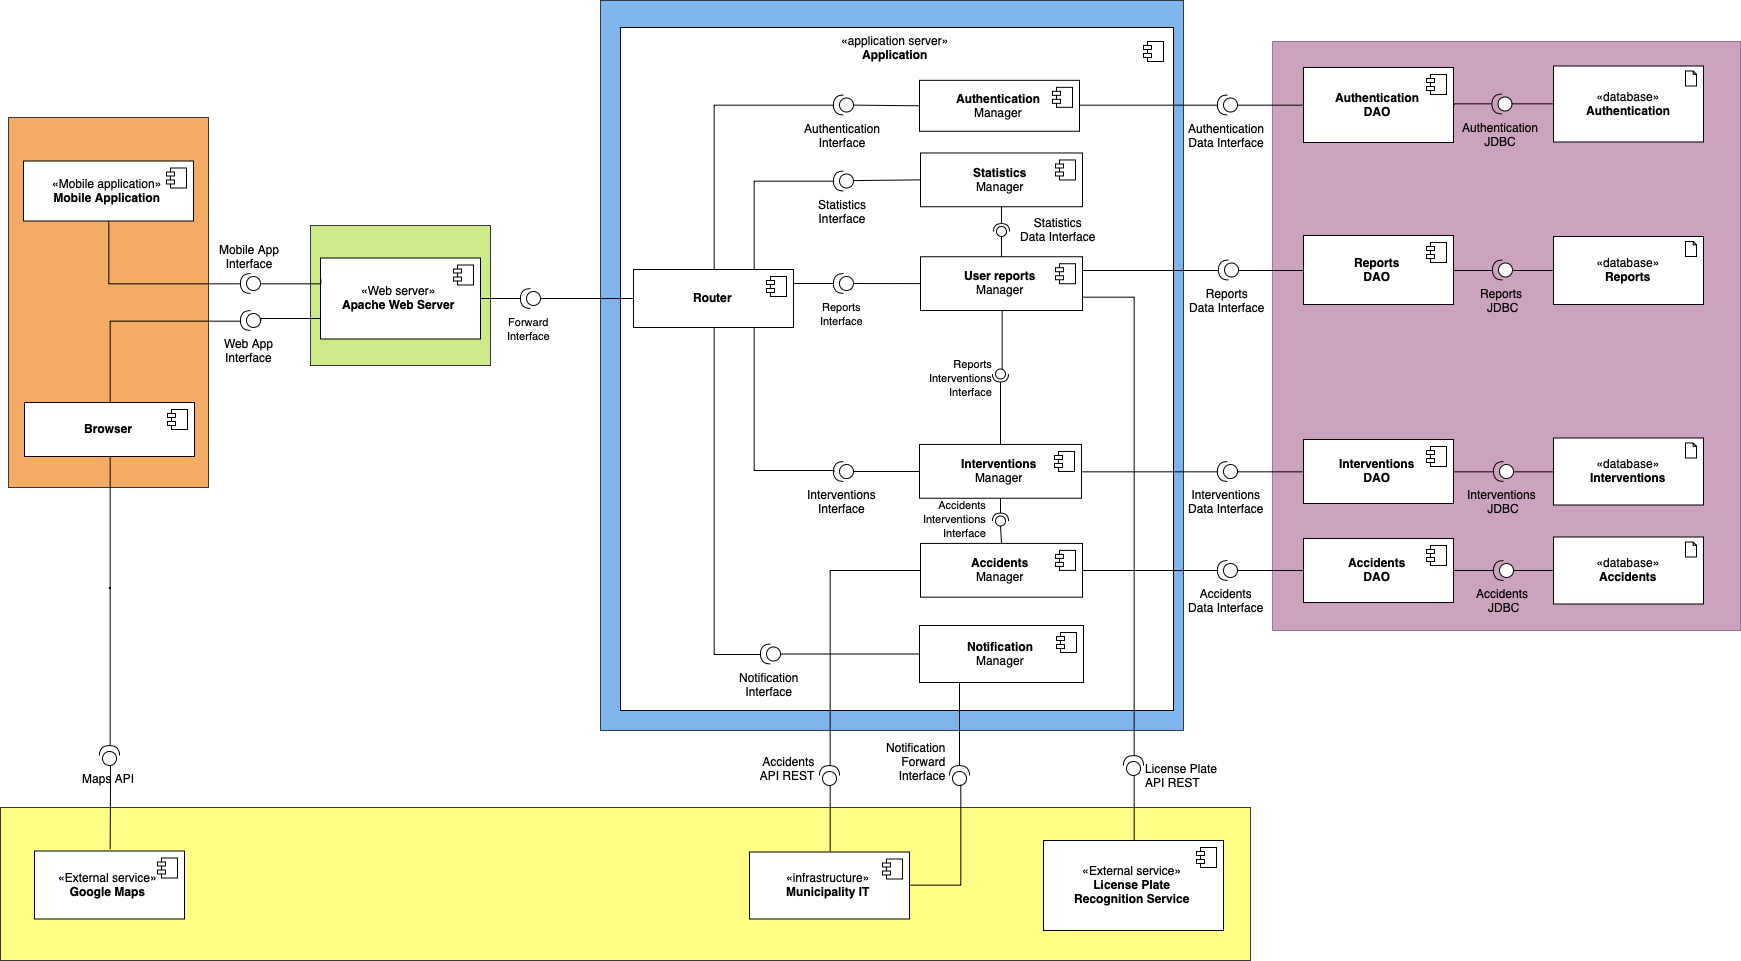 «application server»
Application
Authentication
Manager
Authentication
Interface
Authentication
Data Interface
Authentication
DAO
Authentication
JDBC
«database»
Authentication
«Mobile application»
Mobile Application
Statistics
Manager
Statistics
Interface
Statistics
Data Interface
Mobile App
Interface
«Web server»
Apache Web Server
Web App
Interface
Forward
Interface
Router
Reports
Interface
User reports
Manager
Reports
Data Interface
Reports
DAO
Reports
JDBC
«database»
Reports
Reports
Interventions
Interface
Browser
Interventions
Interface
Interventions
Manager
Interventions
Data Interface
Interventions
DAO
Interventions
JDBC
«database»
Interventions
Accidents
Interventions
Interface
Accidents
Manager
Accidents
Data Interface
Accidents
DAO
Accidents
JDBC
«database»
Accidents
Notification
Manager
Notification
Interface
Maps API
Accidents
API REST
Notification
Forward
Interface
License Plate
API REST
«External service»
Google Maps
«infrastructure»
Municipality IT
«External service»
License Plate
Recognition Service